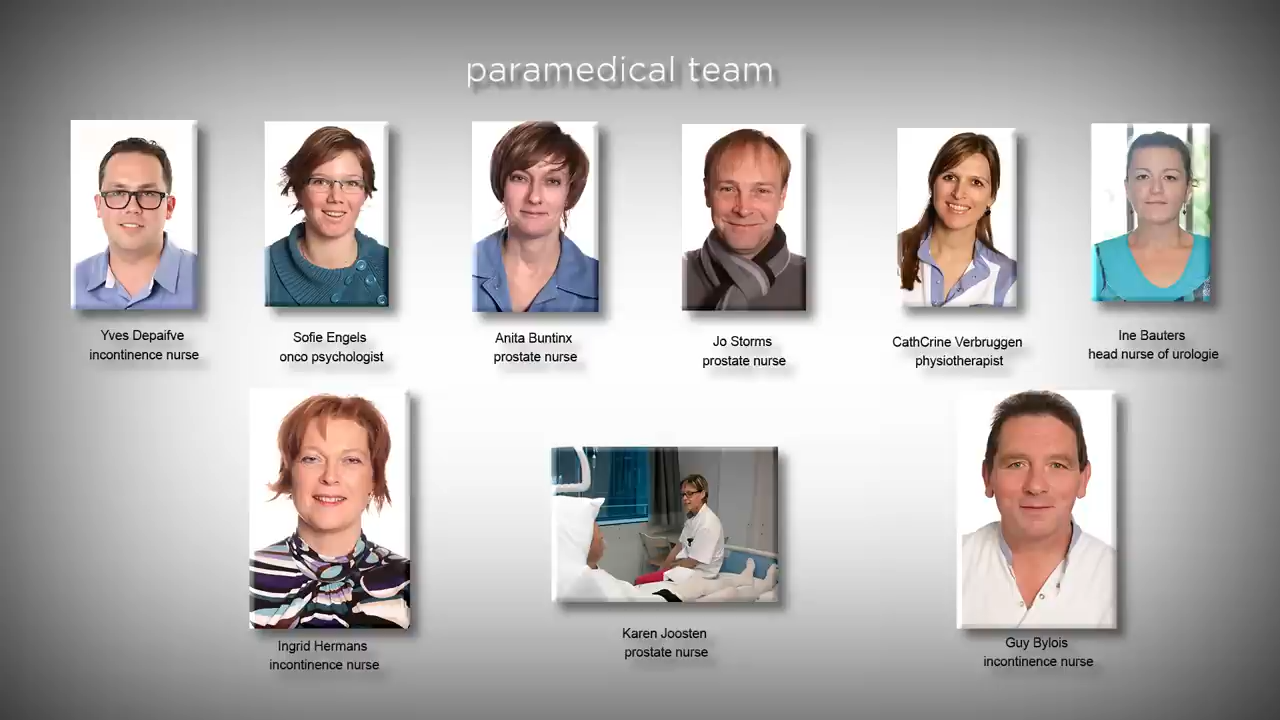 paramedical team
Yves Depaifve
incontinence nurse
Sofie Engels
onco psychologist
Anita Buntinx
prostate nurse
Jo Storms
prostate nurse
CathCrine Verbruggen
physiotherapist
Ine Bauters
head nurse of urologie
Ingrid Hermans
incontinence nurse
Karen Joosten
prostate nurse
Guy Bylois
incontinence nurse